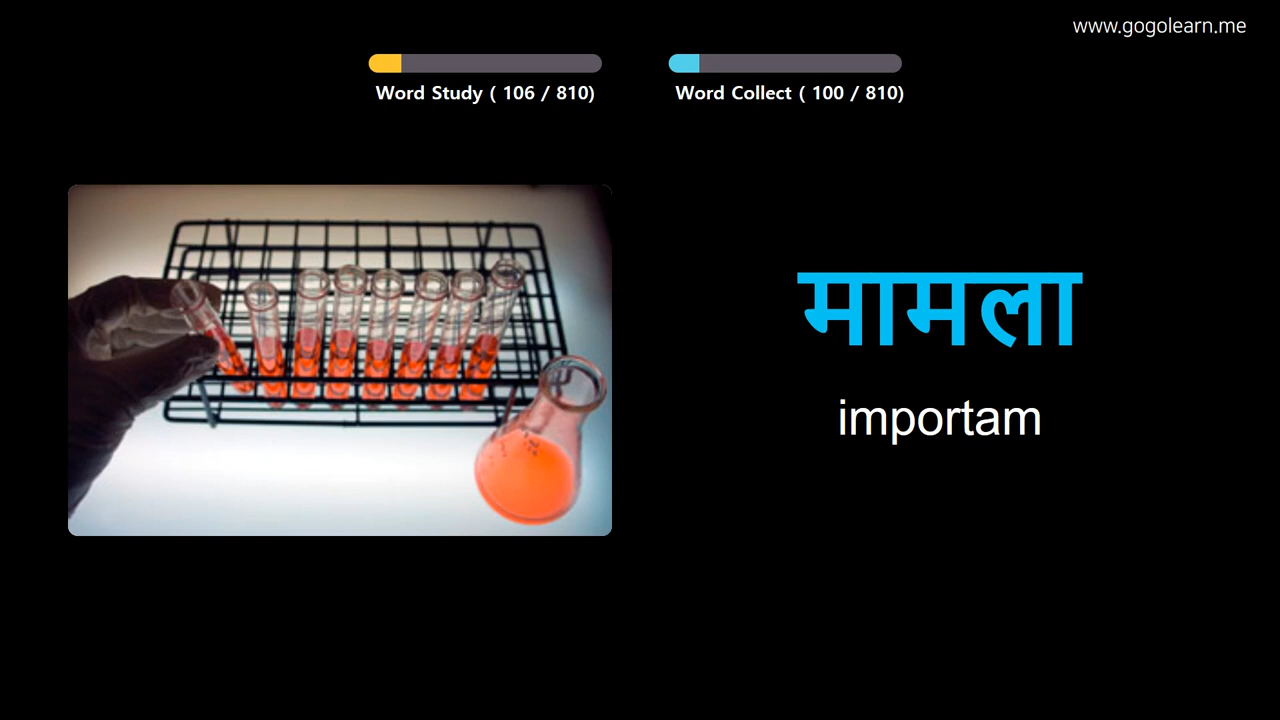 www.gogolearn.me
Word Study ( 106 / 810)
Word Collect ( 100 / 810)
मामला
importam